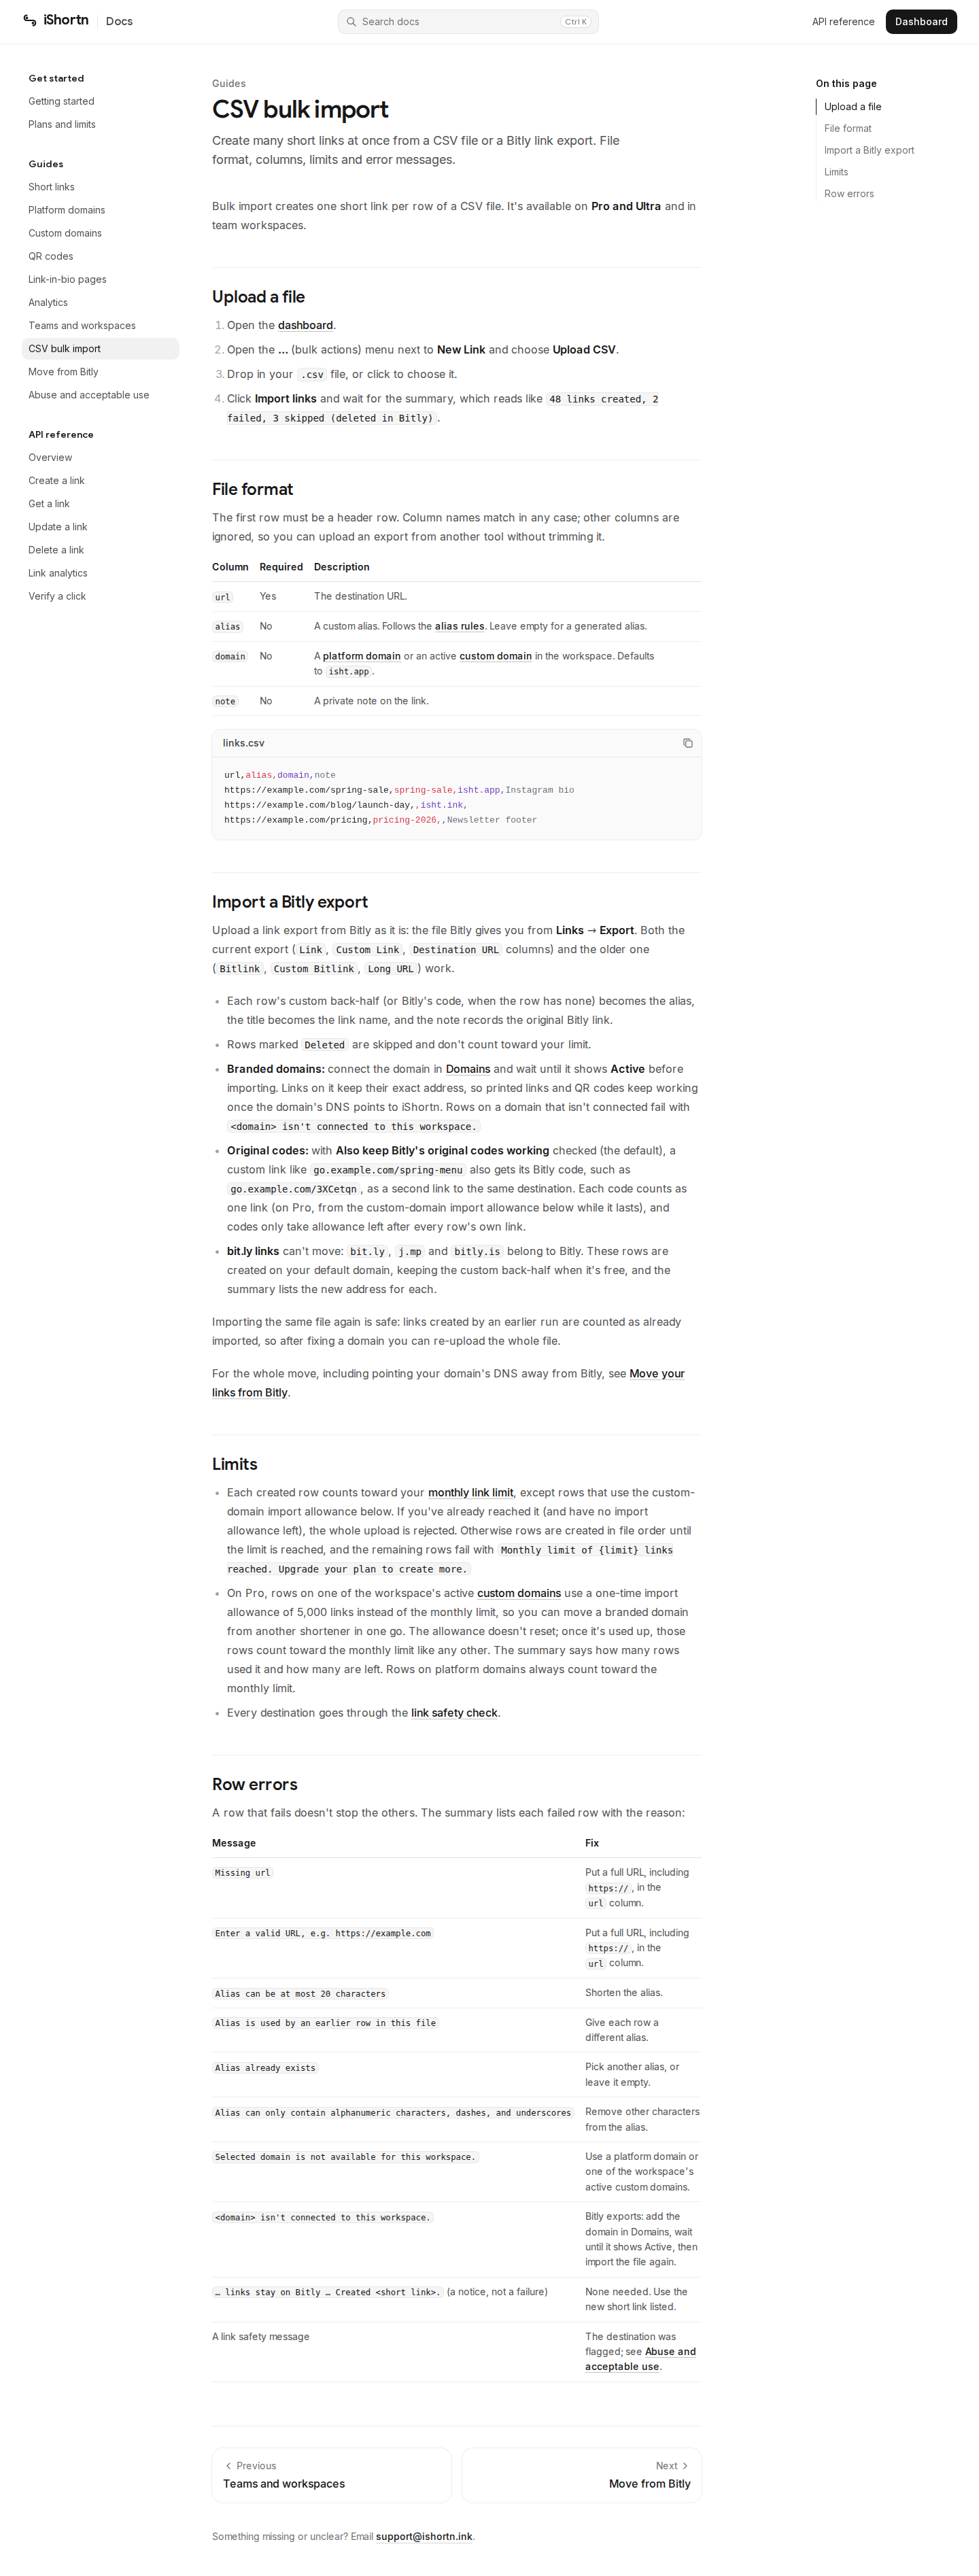 iShortn
Docs
Search docs
Ctrl K
API reference
Dashboard
Get started
Getting started
Plans and limits
Guides
Short links
Platform domains
Custom domains
QR codes
Link-in-bio pages
Analytics
Teams and workspaces
CSV bulk import
Move from Bitly
Abuse and acceptable use
API reference
Overview
Create a link
Get a link
Update a link
Delete a link
Link analytics
Verify a click
Guides
CSV bulk import
Create many short links at once from a CSV file or a Bitly link export. File
format, columns, limits and error messages.
Bulk import creates one short link per row of a CSV file. It's available on Pro and Ultra and in
team workspaces.
Upload a file
1. Open the dashboard.
2. Open the ... (bulk actions) menu next to New Link and choose Upload CSV.
3. Drop in your .csv file, or click to choose it.
4. Click Import links and wait for the summary, which reads like 48 links created, 2
failed, 3 skipped (deleted in Bitly).
File format
The first row must be a header row. Column names match in any case; other columns are
ignored, so you can upload an export from another tool without trimming it.
Column Required Description
url Yes The destination URL.
alias No A custom alias. Follows the alias rules. Leave empty for a generated alias.
domain No A platform domain or an active custom domain in the workspace. Defaults
to isht.app.
note No A private note on the link.
links.csv
url,alias,domain,note
https://example.com/spring-sale,spring-sale,isht.app,Instagram bio
https://example.com/blog/launch-day,,isht.ink,
https://example.com/pricing,pricing-2026,,Newsletter footer
Import a Bitly export
Upload a link export from Bitly as it is: the file Bitly gives you from Links → Export. Both the
current export (Link, Custom Link, Destination URL columns) and the older one
(Bitlink, Custom Bitlink, Long URL) work.
• Each row's custom back-half (or Bitly's code, when the row has none) becomes the alias,
the title becomes the link name, and the note records the original Bitly link.
• Rows marked Deleted are skipped and don't count toward your limit.
• Branded domains: connect the domain in Domains and wait until it shows Active before
importing. Links on it keep their exact address, so printed links and QR codes keep working
once the domain's DNS points to iShortn. Rows on a domain that isn't connected fail with
<domain> isn't connected to this workspace.
• Original codes: with Also keep Bitly's original codes working checked (the default), a
custom link like go.example.com/spring-menu also gets its Bitly code, such as
go.example.com/3XCetqn, as a second link to the same destination. Each code counts as
one link (on Pro, from the custom-domain import allowance below while it lasts), and
codes only take allowance left after every row's own link.
• bit.ly links can't move: bit.ly, j.mp and bitly.is belong to Bitly. These rows are
created on your default domain, keeping the custom back-half when it's free, and the
summary lists the new address for each.
Importing the same file again is safe: links created by an earlier run are counted as already
imported, so after fixing a domain you can re-upload the whole file.
For the whole move, including pointing your domain's DNS away from Bitly, see Move your
links from Bitly.
Limits
• Each created row counts toward your monthly link limit, except rows that use the custom-
domain import allowance below. If you've already reached it (and have no import
allowance left), the whole upload is rejected. Otherwise rows are created in file order until
the limit is reached, and the remaining rows fail with Monthly limit of {limit} links
reached. Upgrade your plan to create more.
• On Pro, rows on one of the workspace's active custom domains use a one-time import
allowance of 5,000 links instead of the monthly limit, so you can move a branded domain
from another shortener in one go. The allowance doesn't reset; once it's used up, those
rows count toward the monthly limit like any other. The summary says how many rows
used it and how many are left. Rows on platform domains always count toward the
monthly limit.
• Every destination goes through the link safety check.
Row errors
A row that fails doesn't stop the others. The summary lists each failed row with the reason:
Message Fix
Missing url Put a full URL, including
https://, in the
url column.
Enter a valid URL, e.g. https://example.com Put a full URL, including
https://, in the
url column.
Alias can be at most 20 characters Shorten the alias.
Alias is used by an earlier row in this file Give each row a
different alias.
Alias already exists Pick another alias, or
leave it empty.
Alias can only contain alphanumeric characters, dashes, and underscores Remove other characters
from the alias.
Selected domain is not available for this workspace. Use a platform domain or
one of the workspace's
active custom domains.
<domain> isn't connected to this workspace. Bitly exports: add the
domain in Domains, wait
until it shows Active, then
import the file again.
… links stay on Bitly … Created <short link>. (a notice, not a failure) None needed. Use the
new short link listed.
A link safety message The destination was
flagged; see Abuse and
acceptable use.
Previous
Teams and workspaces
Next
Move from Bitly
Something missing or unclear? Email support@ishortn.ink.
On this page
Upload a file
File format
Import a Bitly export
Limits
Row errors